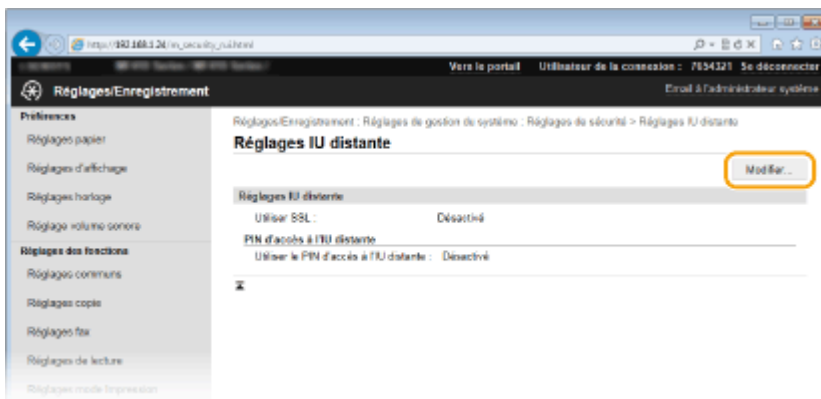 http://192.168.1.24/m_security_rui.html
Vers le portail Utilisateur de la connexion : 7654321 Se déconnecter
Réglages/Enregistrement Email à l'administrateur système
Préférences
Réglages/Enregistrement : Réglages de gestion de système : Réglages de sécurité > Réglages IU distante
Réglages papier
Réglages IU distante
Réglages d'affichage
Modifier...
Réglages horloge
Réglages IU distante
Réglage volume sonore
Utiliser SSL : Désactivé
PIN d'accès à l'IU distante
Réglages des fonctions
Utiliser le PIN d'accès à l'IU distante : Désactivé
Réglages communs
Réglages copie
Réglages fax
Réglages de lecture
Réglages mode Impression